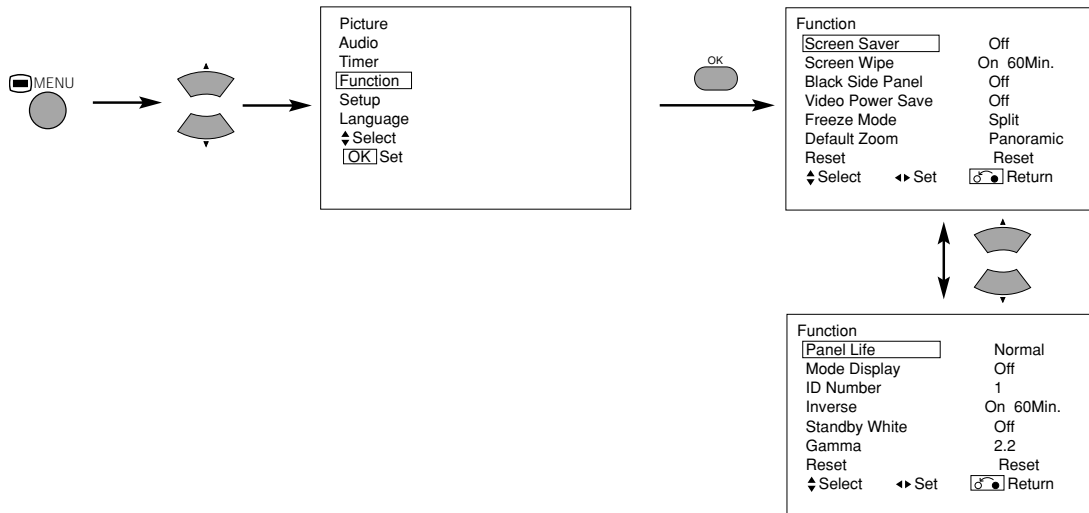 MENU
Picture
Audio
Timer
Function
Setup
Language
Select
OK Set
OK
Function
Screen Saver Off
Screen Wipe On 60Min.
Black Side Panel Off
Video Power Save Off
Freeze Mode Split
Default Zoom Panoramic
Reset Reset
Select Set Return
Function
Panel Life Normal
Mode Display Off
ID Number 1
Inverse On 60Min.
Standby White Off
Gamma 2.2
Reset Reset
Select Set Return